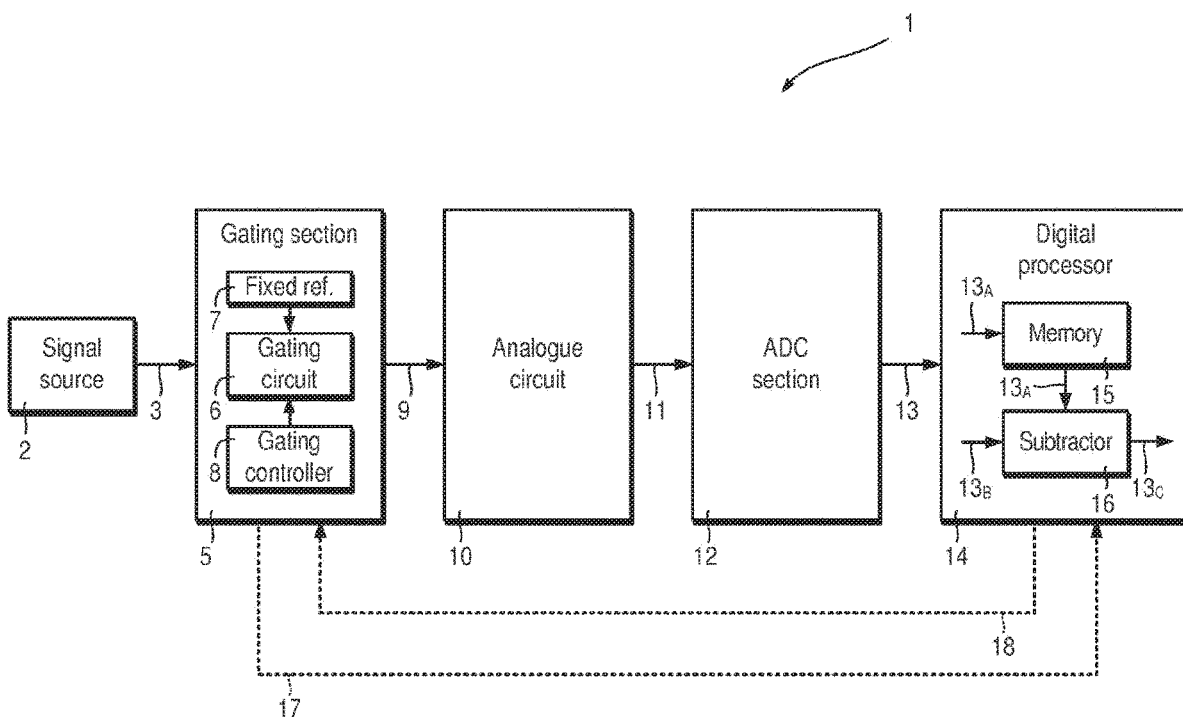 1
Gating section
Digital
processor
Fixed ref.
7
13A
Memory
Signal
source
Gating
circuit
6
Analogue
circuit
ADC
section
13A
15
3
9
11
13
2
8
Gating
controller
Subtractor
13B
16
13C
5
10
12
14
18
17